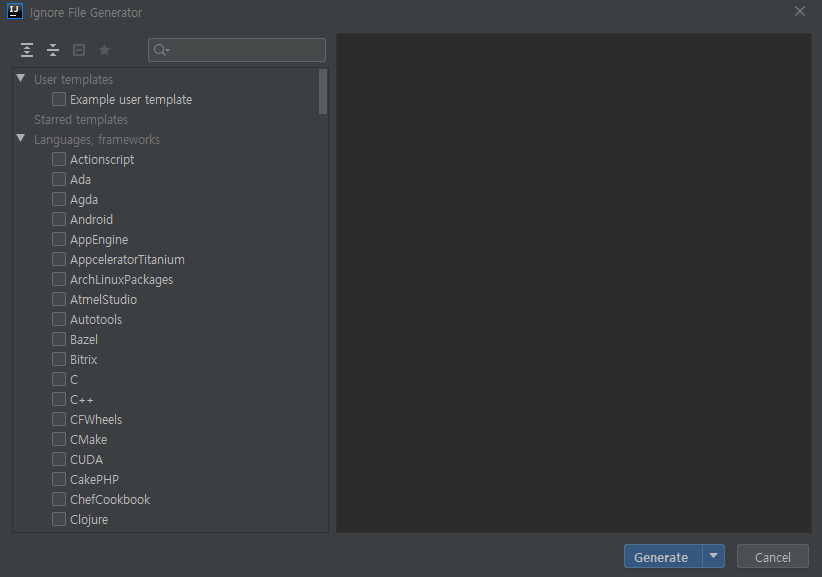 IJ
Ignore File Generator
User templates
Example user template
Starred templates
Languages, frameworks
Actionscript
Ada
Agda
Android
AppEngine
AppceleratorTitanium
ArchLinuxPackages
AtmelStudio
Autotools
Bazel
Bitrix
C
C++
CFWheels
CMake
CUDA
CakePHP
ChefCookbook
Clojure
Generate
Cancel